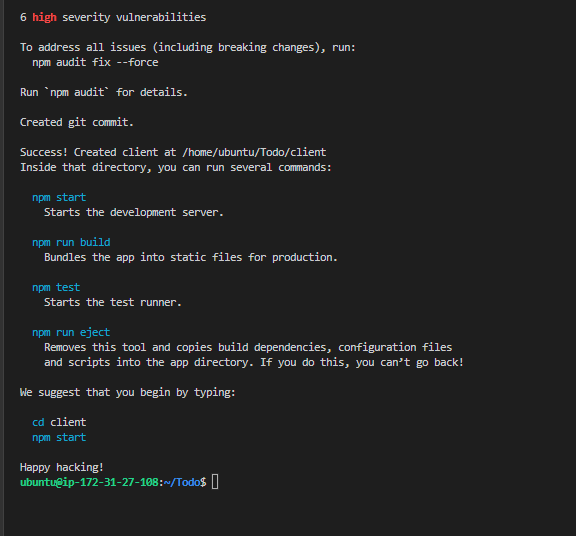 6 high severity vulnerabilities
To address all issues (including breaking changes), run:
npm audit fix --force
Run `npm audit` for details.
Created git commit.
Success! Created client at /home/ubuntu/Todo/client
Inside that directory, you can run several commands:
npm start
Starts the development server.
npm run build
Bundles the app into static files for production.
npm test
Starts the test runner.
npm run eject
Removes this tool and copies build dependencies, configuration files
and scripts into the app directory. If you do this, you can’t go back!
We suggest that you begin by typing:
cd client
npm start
Happy hacking!
ubuntu@ip-172-31-27-108:~/Todo$